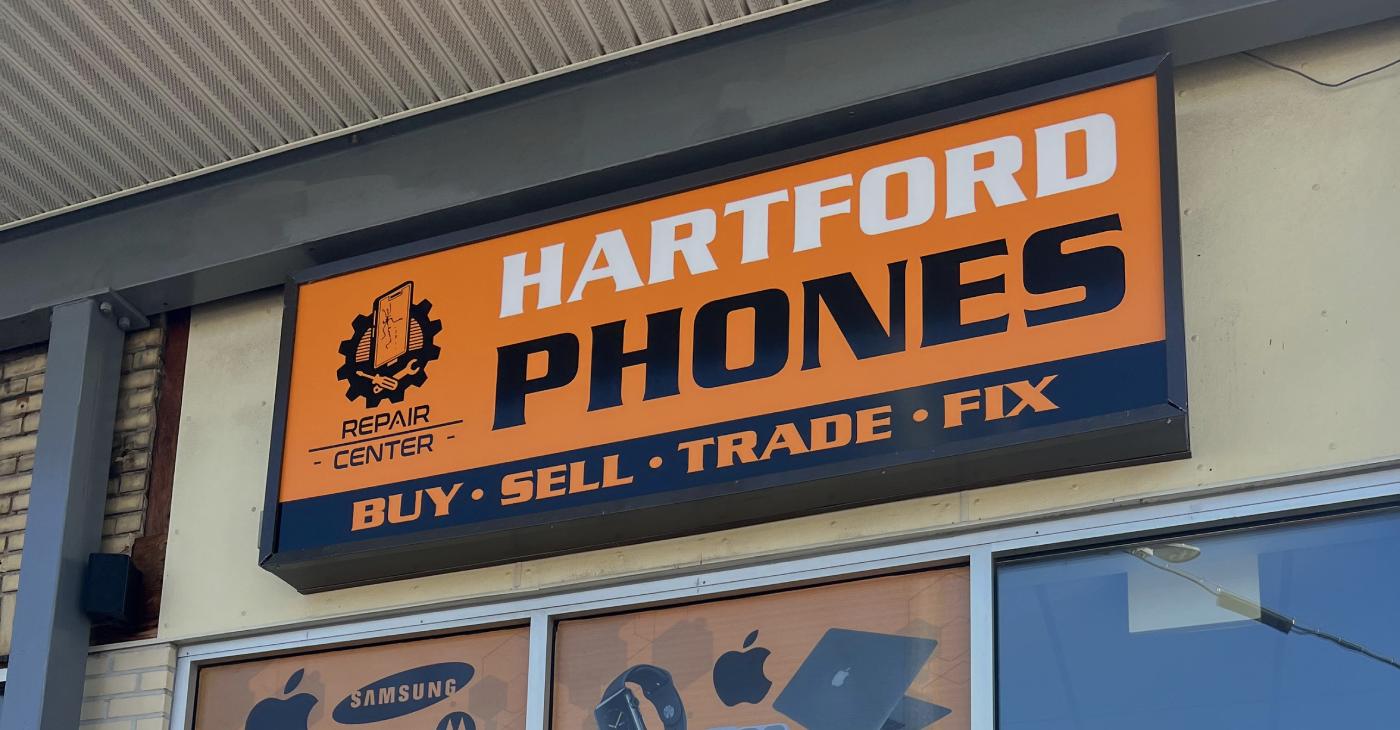 HARTFORD
PHONES
REPAIR
- CENTER -
BUY • SELL • TRADE • FIX
SAMSUNG